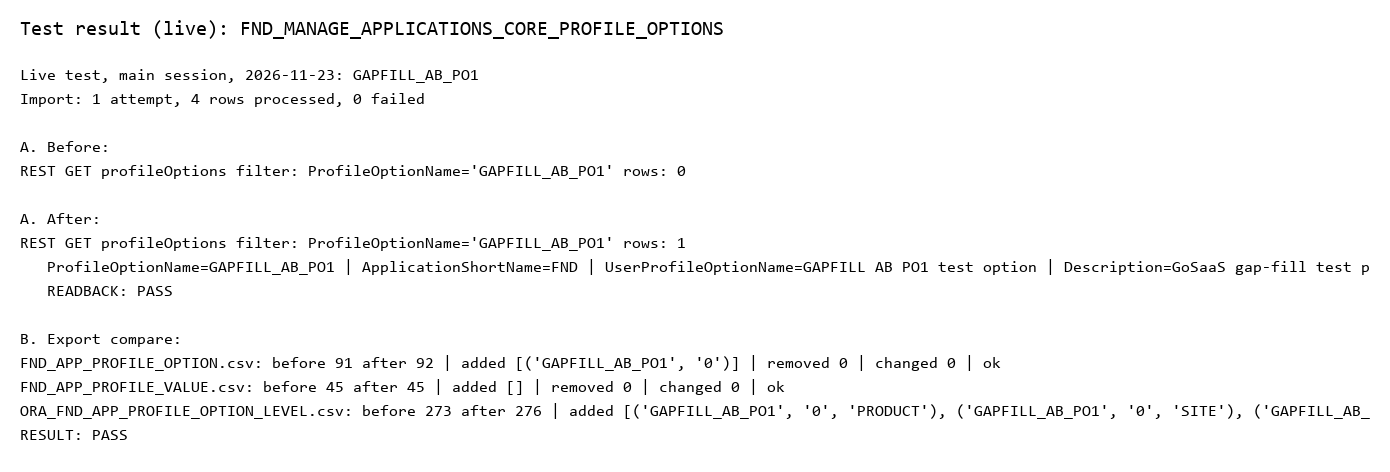 Test result (live): FND_MANAGE_APPLICATIONS_CORE_PROFILE_OPTIONS
Live test, main session, 2026-11-23: GAPFILL_AB_PO1
Import: 1 attempt, 4 rows processed, 0 failed
A. Before:
REST GET profileOptions filter: ProfileOptionName='GAPFILL_AB_PO1' rows: 0
A. After:
REST GET profileOptions filter: ProfileOptionName='GAPFILL_AB_PO1' rows: 1
ProfileOptionName=GAPFILL_AB_PO1 | ApplicationShortName=FND | UserProfileOptionName=GAPFILL AB PO1 test option | Description=GoSaaS gap-fill test p
READBACK: PASS
B. Export compare:
FND_APP_PROFILE_OPTION.csv: before 91 after 92 | added [('GAPFILL_AB_PO1', '0')] | removed 0 | changed 0 | ok
FND_APP_PROFILE_VALUE.csv: before 45 after 45 | added [] | removed 0 | changed 0 | ok
ORA_FND_APP_PROFILE_OPTION_LEVEL.csv: before 273 after 276 | added [('GAPFILL_AB_PO1', '0', 'PRODUCT'), ('GAPFILL_AB_PO1', '0', 'SITE'), ('GAPFILL_AB_
RESULT: PASS